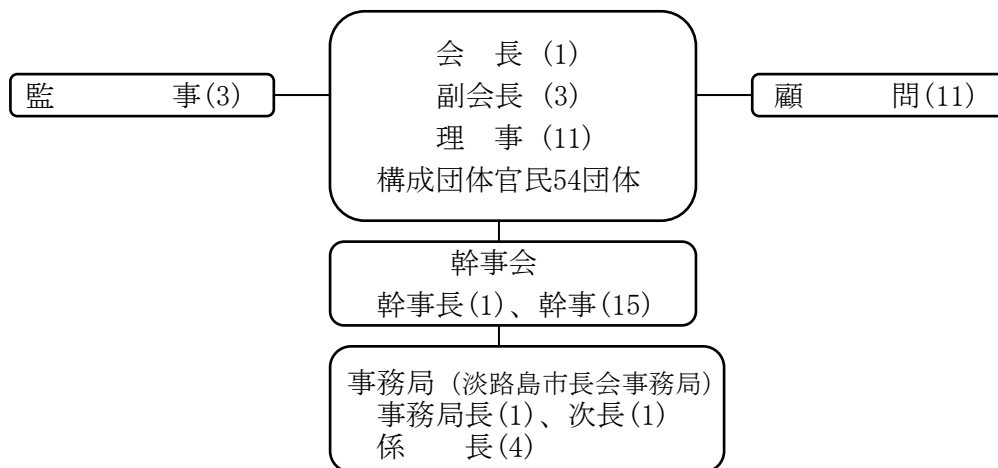 会　長 (1)
副会長 (3)
理　事 (11)
構成団体官民54団体
監　　　　事(3)
顧　　　問(11)
幹事会
幹事長(1)、幹事(15)
事務局 (淡路島市長会事務局)
事務局長(1)、次長(1)
係　　長(4)